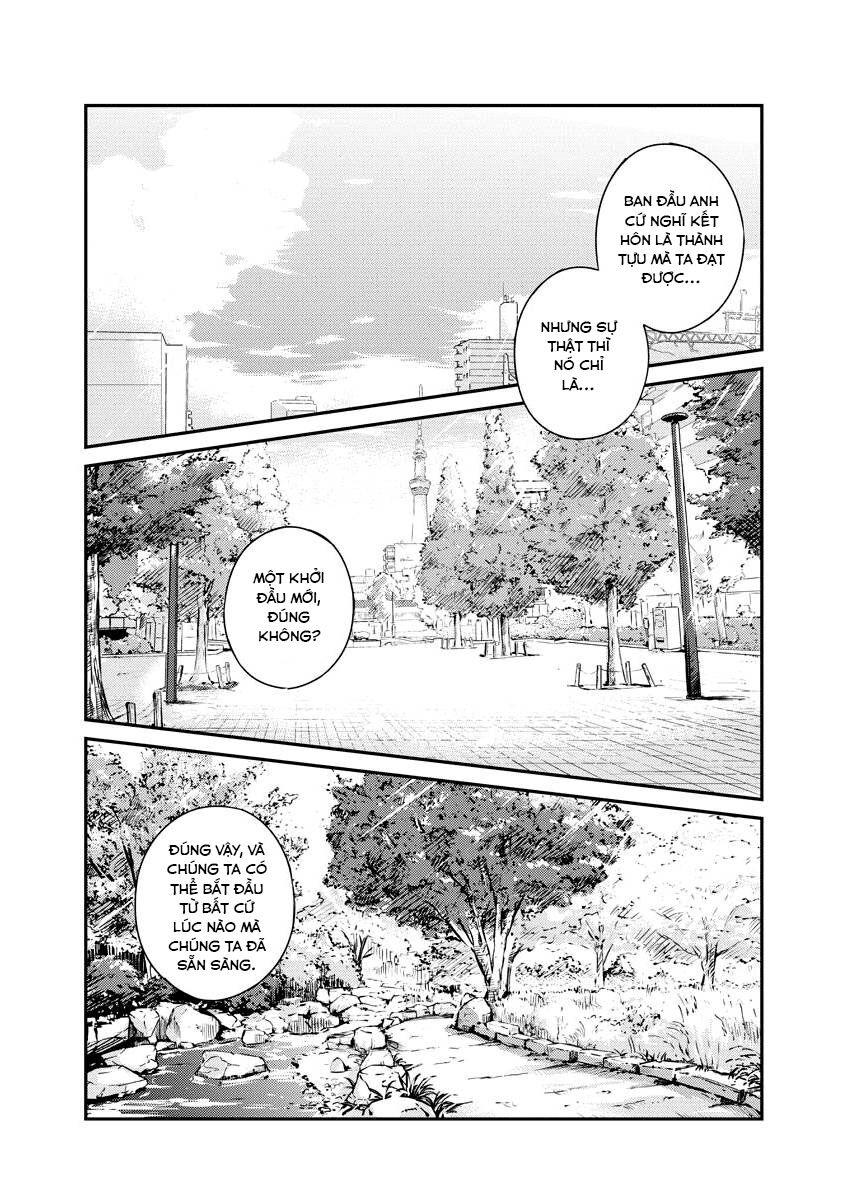 BAN ĐẦU ANH
CỨ NGHĨ KẾT
HÔN LÀ THÀNH
TỰU MÀ TA ĐẠT
ĐƯỢC...
NHƯNG SỰ
THẬT THÌ
NÓ CHỈ
LÀ...
MỘT KHỞI
ĐẦU MỚI,
ĐÚNG
KHÔNG?
ĐÚNG VẬY, VÀ
CHÚNG TA CÓ
THỂ BẮT ĐẦU
TỪ BẤT CỨ
LÚC NÀO MÀ
CHÚNG TA ĐÃ
SẴN SÀNG.